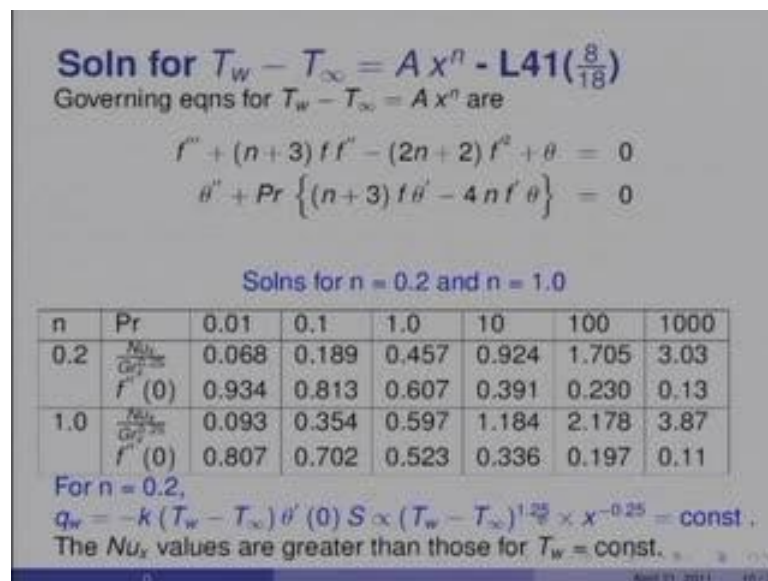 Soln for T_w − T_∞ = A xⁿ - L41(8/18)
Governing eqns for T_w − T_∞ = A xⁿ are
f''' + (n + 3) f f'' − (2n + 2) f'² + θ = 0
θ'' + Pr {(n + 3) f θ' − 4 n f' θ} = 0
Solns for n = 0.2 and n = 1.0
n Pr 0.01 0.1 1.0 10 100 1000
0.2 Nu_x/Gr_x^0.25 0.068 0.189 0.457 0.924 1.705 3.03
f''(0) 0.934 0.813 0.607 0.391 0.230 0.13
1.0 Nu_x/Gr_x^0.25 0.093 0.354 0.597 1.184 2.178 3.87
f''(0) 0.807 0.702 0.523 0.336 0.197 0.11
For n = 0.2,
q_w = −k (T_w − T_∞) θ'(0) S ∝ (T_w − T_∞)^1.25 × x^−0.25 = const .
The Nu_x values are greater than those for T_w = const.